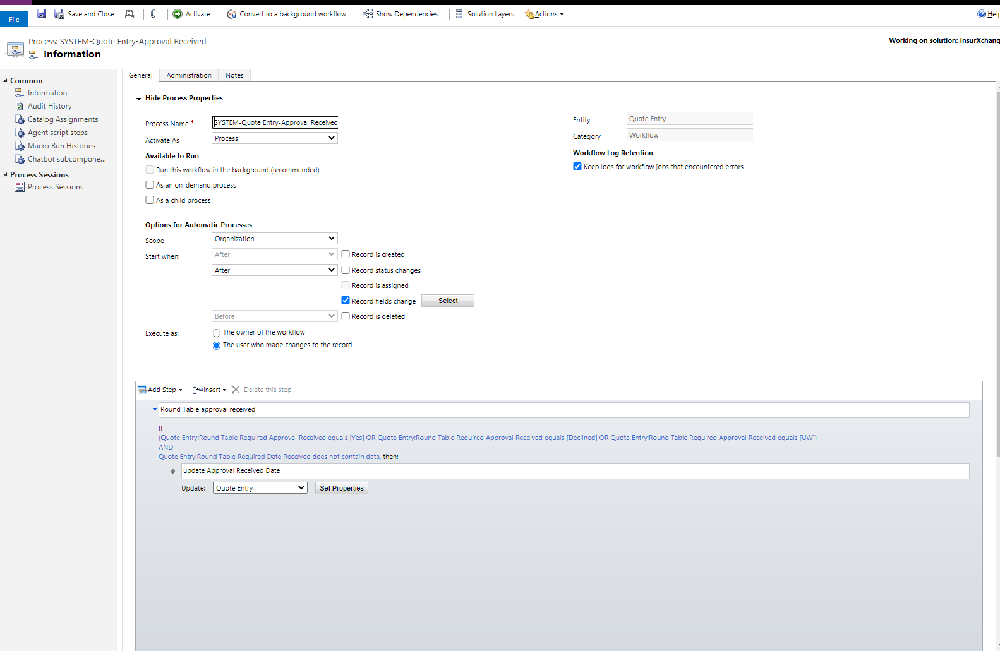 File
Save and Close
Activate
Convert to a background workflow
Show Dependencies
Solution Layers
Actions
Help
Process: SYSTEM-Quote Entry-Approval Received
Information
Working on solution: InsurXchang
Common
Information
Audit History
Catalog Assignments
Agent script steps
Macro Run Histories
Chatbot subcompone...
Process Sessions
Process Sessions
General
Administration
Notes
Hide Process Properties
Process Name *
SYSTEM-Quote Entry-Approval Received
Activate As
Process
Available to Run
Run this workflow in the background (recommended)
As an on-demand process
As a child process
Entity
Quote Entry
Category
Workflow
Workflow Log Retention
Keep logs for workflow jobs that encountered errors
Options for Automatic Processes
Scope
Organization
Start when:
After
Record is created
After
Record status changes
Record is assigned
Record fields change
Select
Before
Record is deleted
Execute as:
The owner of the workflow
The user who made changes to the record
Add Step
Insert
Delete this step.
Round Table approval received
If
{Quote Entry:Round Table Required Approval Received equals [Yes] OR Quote Entry:Round Table Required Approval Received equals [Declined] OR Quote Entry:Round Table Required Approval Received equals [UW]}
AND
Quote Entry:Round Table Required Date Received does not contain data, then:
update Approval Received Date
Update:
Quote Entry
Set Properties